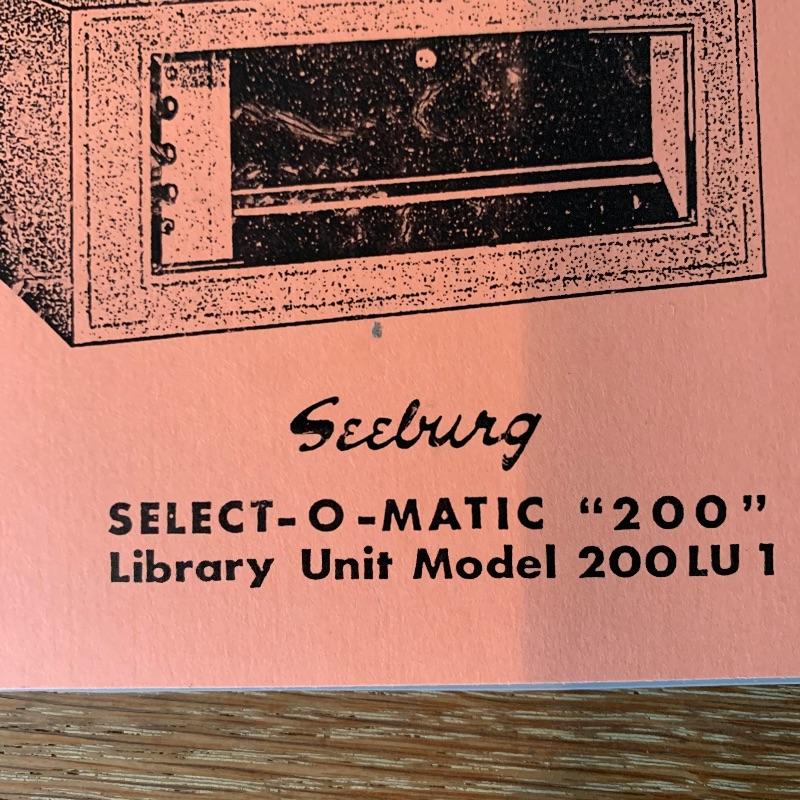 Seeburg
SELECT-O-MATIC "200"
Library Unit Model 200LU1